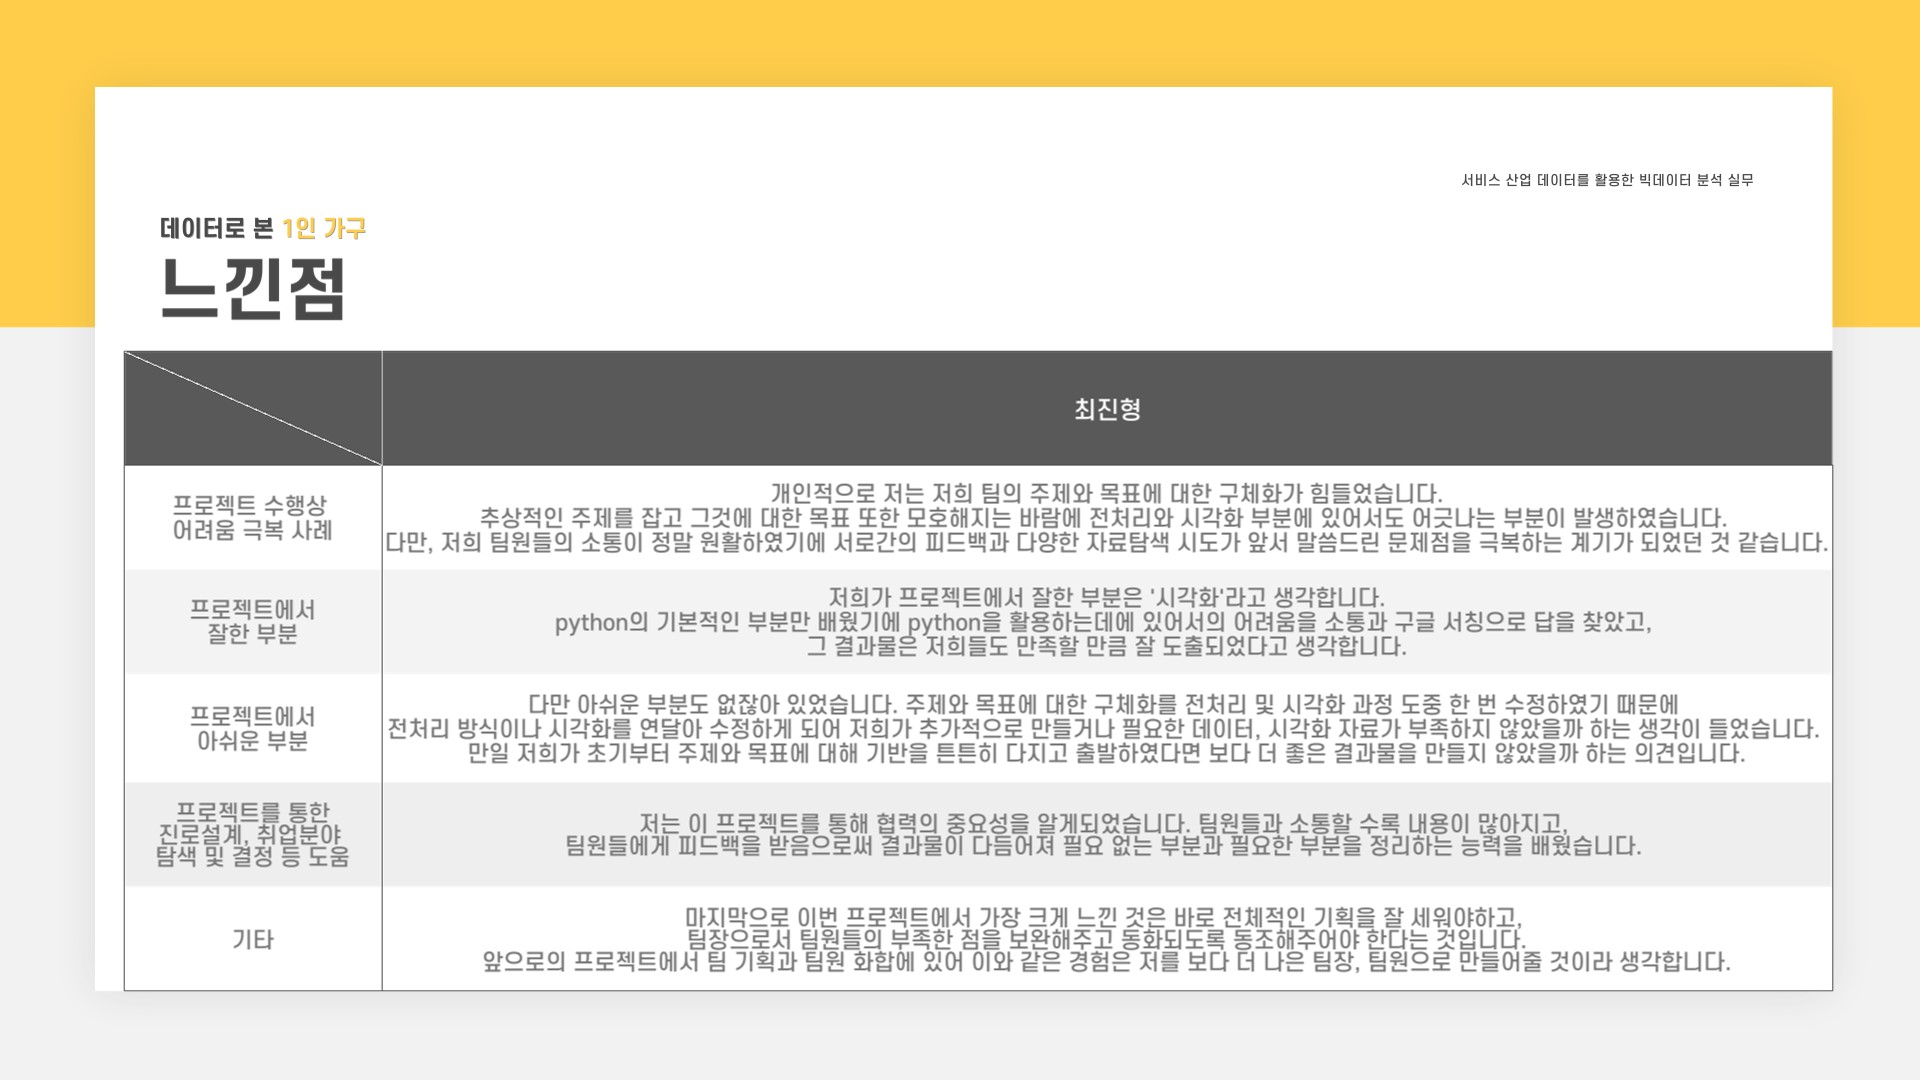 서비스 산업 데이터를 활용한 빅데이터 분석 실무
데이터로 본 1인 가구
느낀점
최진형
프로젝트 수행상
어려움 극복 사례
개인적으로 저는 저희 팀의 주제와 목표에 대한 구체화가 힘들었습니다.
추상적인 주제를 잡고 그것에 대한 목표 또한 모호해지는 바람에 전처리와 시각화 부분에 있어서도 어긋나는 부분이 발생하였습니다.
다만, 저희 팀원들의 소통이 정말 원활하였기에 서로간의 피드백과 다양한 자료탐색 시도가 앞서 말씀드린 문제점을 극복하는 계기가 되었던 것 같습니다.
프로젝트에서
잘한 부분
저희가 프로젝트에서 잘한 부분은 '시각화'라고 생각합니다.
python의 기본적인 부분만 배웠기에 python을 활용하는데에 있어서의 어려움을 소통과 구글 서칭으로 답을 찾았고,
그 결과물은 저희들도 만족할 만큼 잘 도출되었다고 생각합니다.
프로젝트에서
아쉬운 부분
다만 아쉬운 부분도 없잖아 있었습니다. 주제와 목표에 대한 구체화를 전처리 및 시각화 과정 도중 한 번 수정하였기 때문에
전처리 방식이나 시각화를 연달아 수정하게 되어 저희가 추가적으로 만들거나 필요한 데이터, 시각화 자료가 부족하지 않았을까 하는 생각이 들었습니다.
만일 저희가 초기부터 주제와 목표에 대해 기반을 튼튼히 다지고 출발하였다면 보다 더 좋은 결과물을 만들지 않았을까 하는 의견입니다.
프로젝트를 통한
진로설계, 취업분야
탐색 및 결정 등 도움
저는 이 프로젝트를 통해 협력의 중요성을 알게되었습니다. 팀원들과 소통할 수록 내용이 많아지고,
팀원들에게 피드백을 받음으로써 결과물이 다듬어져 필요 없는 부분과 필요한 부분을 정리하는 능력을 배웠습니다.
기타
마지막으로 이번 프로젝트에서 가장 크게 느낀 것은 바로 전체적인 기획을 잘 세워야하고,
팀장으로서 팀원들의 부족한 점을 보완해주고 동화되도록 동조해주어야 한다는 것입니다.
앞으로의 프로젝트에서 팀 기획과 팀원 화합에 있어 이와 같은 경험은 저를 보다 더 나은 팀장, 팀원으로 만들어줄 것이라 생각합니다.